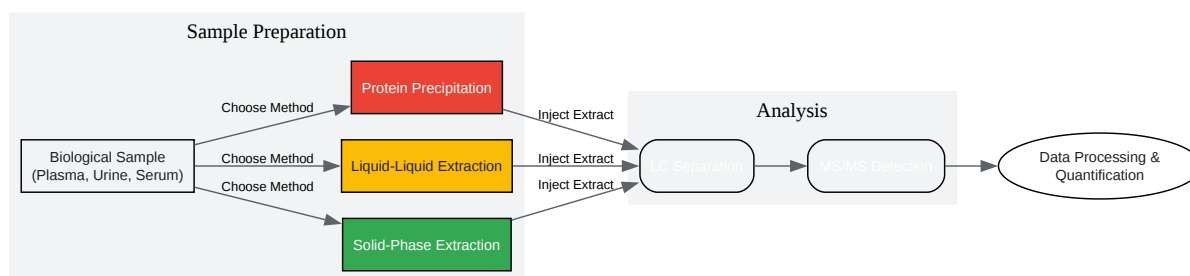 Sample Preparation
Protein Precipitation
Choose Method
Inject Extract
Analysis
Biological Sample
(Plasma, Urine, Serum)
Choose Method
Liquid-Liquid Extraction
Inject Extract
LC Separation
MS/MS Detection
Data Processing &
Quantification
Choose Method
Inject Extract
Solid-Phase Extraction